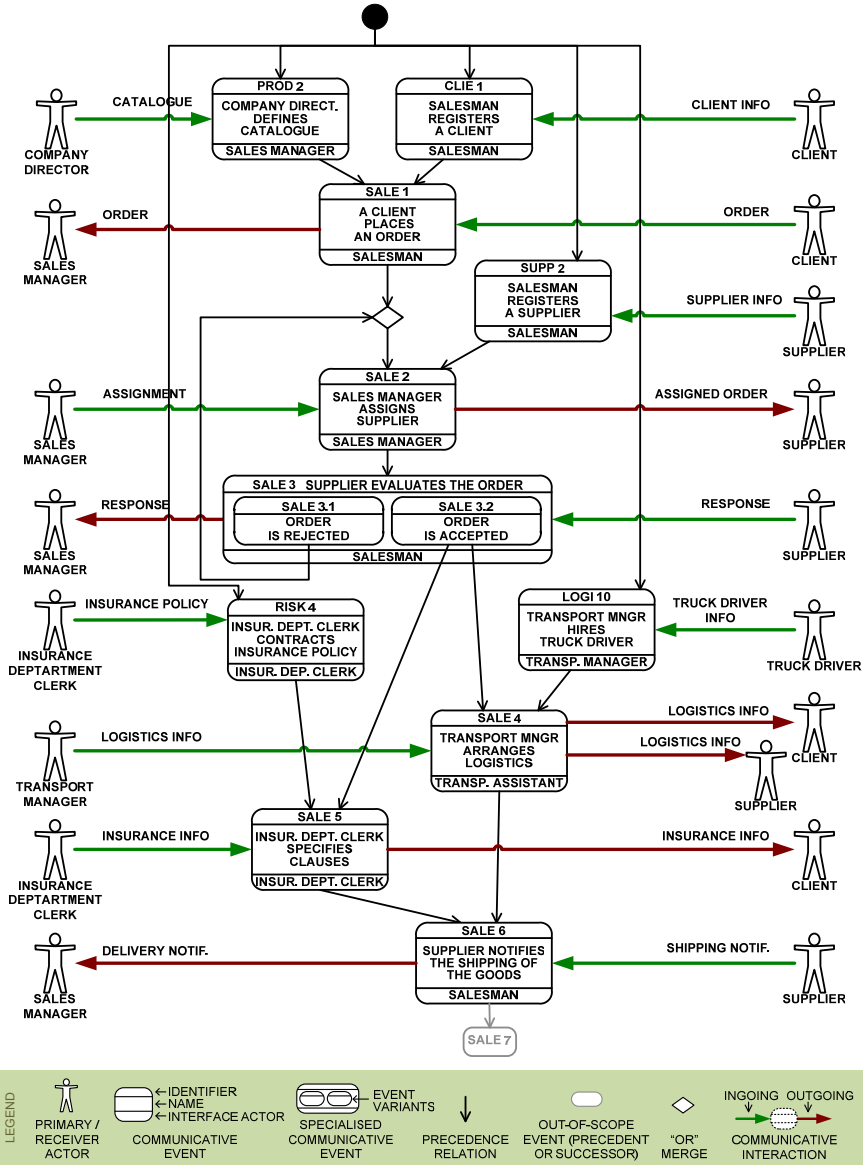 PROD 2
COMPANY DIRECT.
DEFINES
CATALOGUE
SALES MANAGER
CLIE 1
SALESMAN
REGISTERS
A CLIENT
SALESMAN
CATALOGUE
COMPANY
DIRECTOR
CLIENT INFO
CLIENT
SALE 1
A CLIENT
PLACES
AN ORDER
SALESMAN
ORDER
SALES
MANAGER
ORDER
CLIENT
SUPP 2
SALESMAN
REGISTERS
A SUPPLIER
SALESMAN
SUPPLIER INFO
SUPPLIER
SALE 2
SALES MANAGER
ASSIGNS
SUPPLIER
SALES MANAGER
ASSIGNMENT
SALES
MANAGER
ASSIGNED ORDER
SUPPLIER
SALE 3 SUPPLIER EVALUATES THE ORDER
SALE 3.1
ORDER
IS REJECTED
SALE 3.2
ORDER
IS ACCEPTED
SALESMAN
RESPONSE
SALES
MANAGER
RESPONSE
SUPPLIER
RISK 4
INSUR. DEPT. CLERK
CONTRACTS
INSURANCE POLICY
INSUR. DEP. CLERK
INSURANCE POLICY
INSURANCE
DEPTARTMENT
CLERK
LOGI 10
TRANSPORT MNGR
HIRES
TRUCK DRIVER
TRANSP. MANAGER
TRUCK DRIVER
INFO
TRUCK DRIVER
SALE 4
TRANSPORT MNGR
ARRANGES
LOGISTICS
TRANSP. ASSISTANT
LOGISTICS INFO
TRANSPORT
MANAGER
LOGISTICS INFO
CLIENT
LOGISTICS INFO
SUPPLIER
SALE 5
INSUR. DEPT. CLERK
SPECIFIES
CLAUSES
INSUR. DEPT. CLERK
INSURANCE INFO
INSURANCE
DEPTARTMENT
CLERK
INSURANCE INFO
CLIENT
SALE 6
SUPPLIER NOTIFIES
THE SHIPPING OF
THE GOODS
SALESMAN
DELIVERY NOTIF.
SALES
MANAGER
SHIPPING NOTIF.
SUPPLIER
SALE 7
LEGEND
PRIMARY /
RECEIVER
ACTOR
IDENTIFIER
NAME
INTERFACE ACTOR
COMMUNICATIVE
EVENT
EVENT
VARIANTS
SPECIALISED
COMMUNICATIVE
EVENT
PRECEDENCE
RELATION
OUT-OF-SCOPE
EVENT (PRECEDENT
OR SUCCESSOR)
"OR"
MERGE
INGOING
OUTGOING
COMMUNICATIVE
INTERACTION